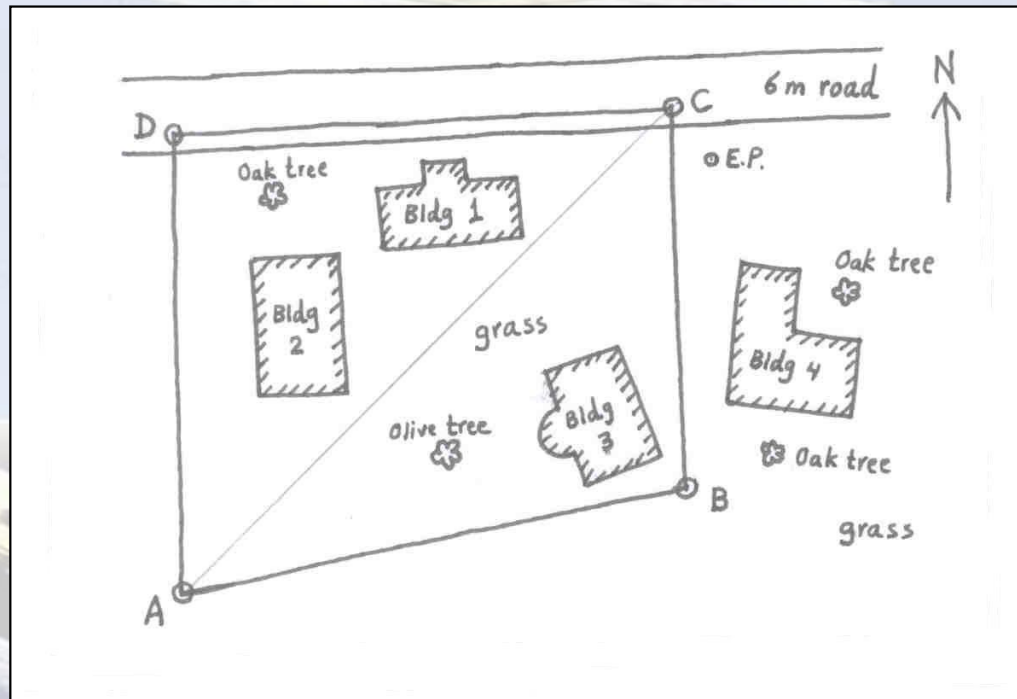 N
6m road
C
D
E.P.
Oak tree
Bldg 1
Oak tree
Bldg
2
grass
Bldg 4
Olive tree
Bldg
3
Oak tree
B
grass
A